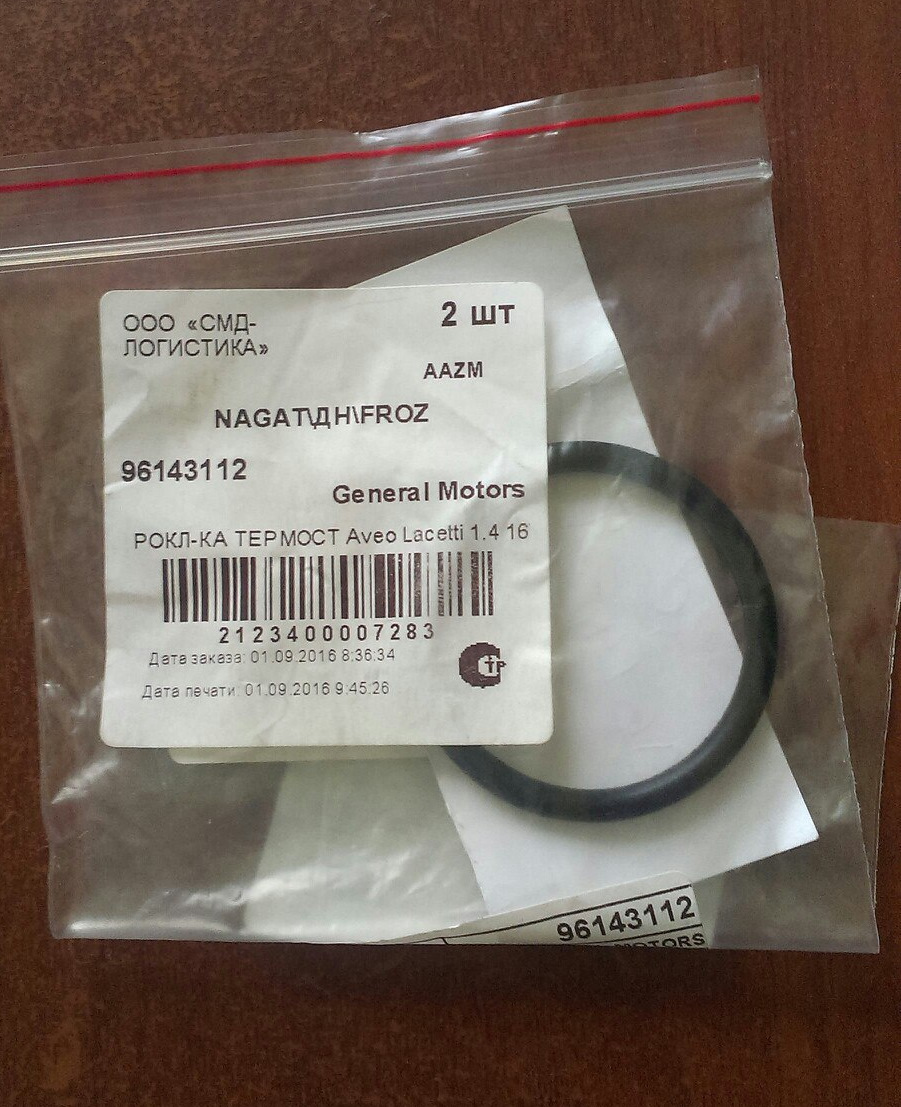 ООО «СМД-
ЛОГИСТИКА»
2 шт
AAZM
NAGAT\ДН\FROZ
96143112
General Motors
РОКЛ-КА ТЕРМОСТ Aveo Lacetti 1.4 16
2123400007283
Дата заказа: 01.09.2016 8:36:34
Дата печати: 01.09.2016 9:45:26
СТР
96143112
MOTORS